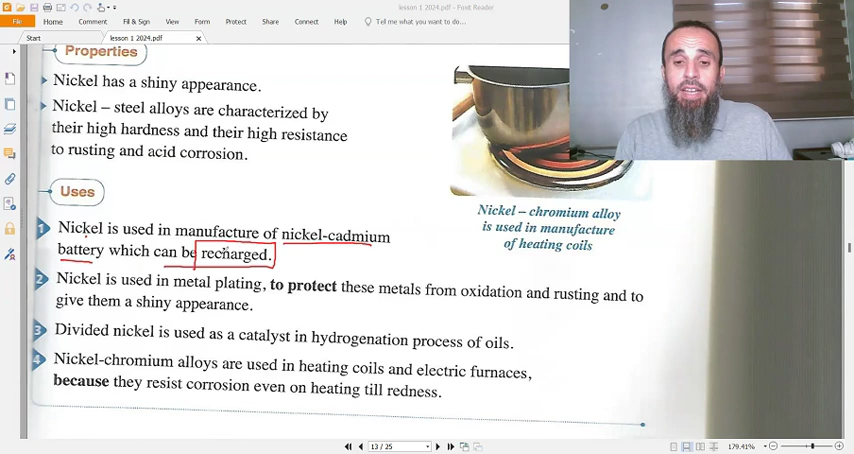 lesson 1 2024.pdf - Foxit Reader
File Home Comment Fill & Sign View Form Protect Share Connect Help Tell me what you want to do...
Start lesson 1 2024.pdf
Properties
Nickel has a shiny appearance.
Nickel – steel alloys are characterized by
their high hardness and their high resistance
to rusting and acid corrosion.
Uses
1 Nickel is used in manufacture of nickel-cadmium
battery which can be recharged.
2 Nickel is used in metal plating, to protect these metals from oxidation and rusting and to
give them a shiny appearance.
3 Divided nickel is used as a catalyst in hydrogenation process of oils.
4 Nickel-chromium alloys are used in heating coils and electric furnaces,
because they resist corrosion even on heating till redness.
Nickel – chromium alloy
is used in manufacture
of heating coils
13 / 25
179.41%